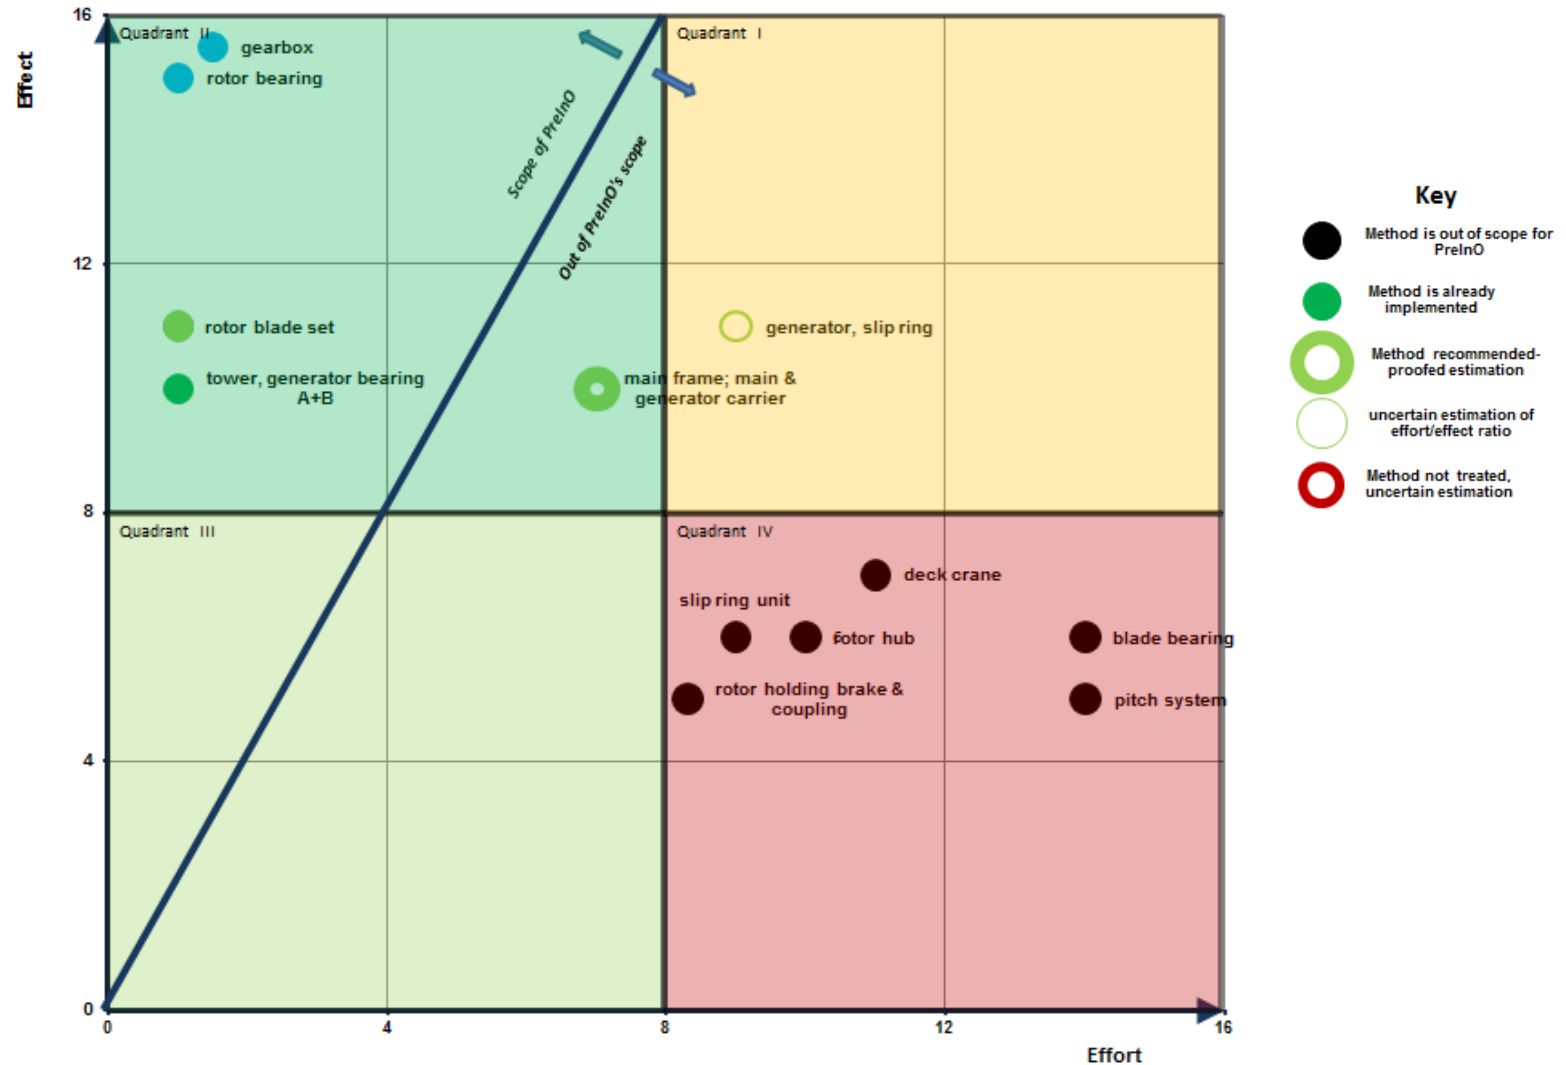 16
Quadrant II
Quadrant I
gearbox
rotor bearing
Effect
Scope of PreInO
Out of PreInO's scope
Key
Method is out of scope for
PreInO
12
Method is already
implemented
rotor blade set
generator, slip ring
Method recommended-
proofed estimation
tower, generator bearing
A+B
main frame; main &
generator carrier
uncertain estimation of
effort/effect ratio
Method not treated,
uncertain estimation
8
Quadrant III
Quadrant IV
deck crane
slip ring unit
rotor hub
blade bearing
rotor holding brake &
coupling
pitch system
4
0
0
4
8
12
16
Effort